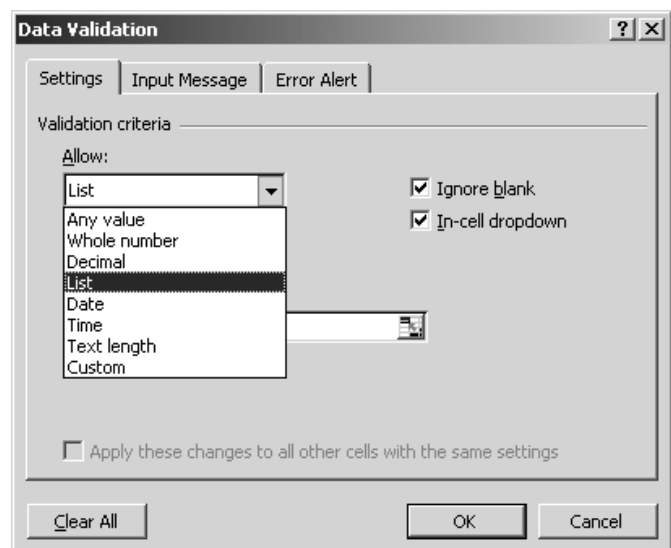 Data Validation
Settings Input Message Error Alert
Validation criteria
Allow:
List
Ignore blank
Any value
In-cell dropdown
Whole number
Decimal
List
Date
Time
Text length
Custom
Apply these changes to all other cells with the same settings
Clear All OK Cancel